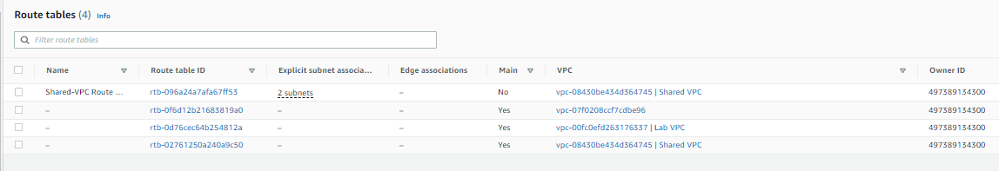 Route tables (4) Info
Filter route tables
Name Route table ID Explicit subnet associa... Edge associations Main VPC Owner ID
Shared-VPC Route ... rtb-096a24a7afa67ff53 2 subnets – No vpc-08430be434d364745 | Shared VPC 497389134300
– rtb-0f6d12b21683819a0 – – Yes vpc-07f0208ccf7cdbe96 497389134300
– rtb-0d76cec64b254812a – – Yes vpc-00fc0efd263176337 | Lab VPC 497389134300
– rtb-02761250a240a9c50 – – Yes vpc-08430be434d364745 | Shared VPC 497389134300